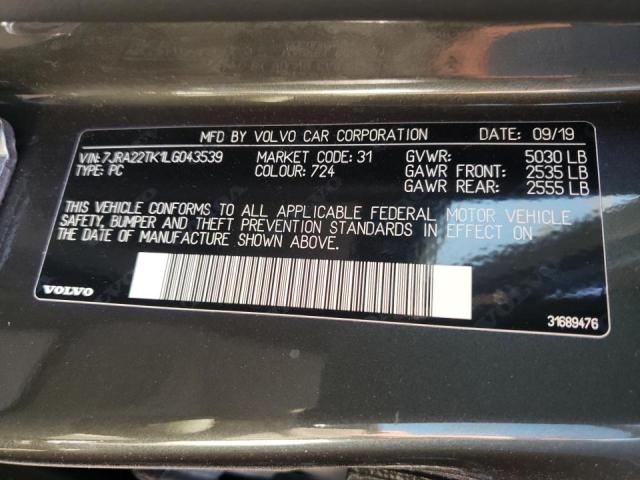 MFD BY VOLVO CAR CORPORATION DATE: 09/19
VIN: 7JRA22TK1LG043539 MARKET CODE: 31 GVWR: 5030 LB
TYPE: PC COLOUR: 724 GAWR FRONT: 2535 LB
GAWR REAR: 2555 LB
THIS VEHICLE CONFORMS TO ALL APPLICABLE FEDERAL MOTOR VEHICLE
SAFETY, BUMPER AND THEFT PREVENTION STANDARDS IN EFFECT ON
THE DATE OF MANUFACTURE SHOWN ABOVE.
VOLVO 31689476